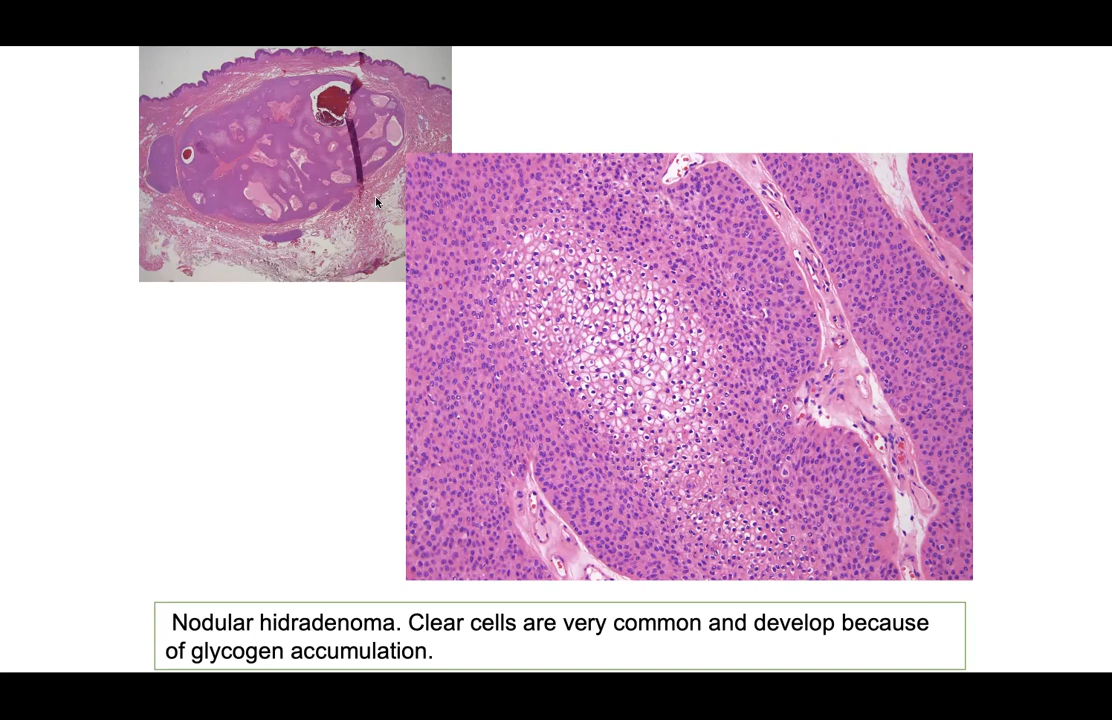 Nodular hidradenoma. Clear cells are very common and develop because
of glycogen accumulation.